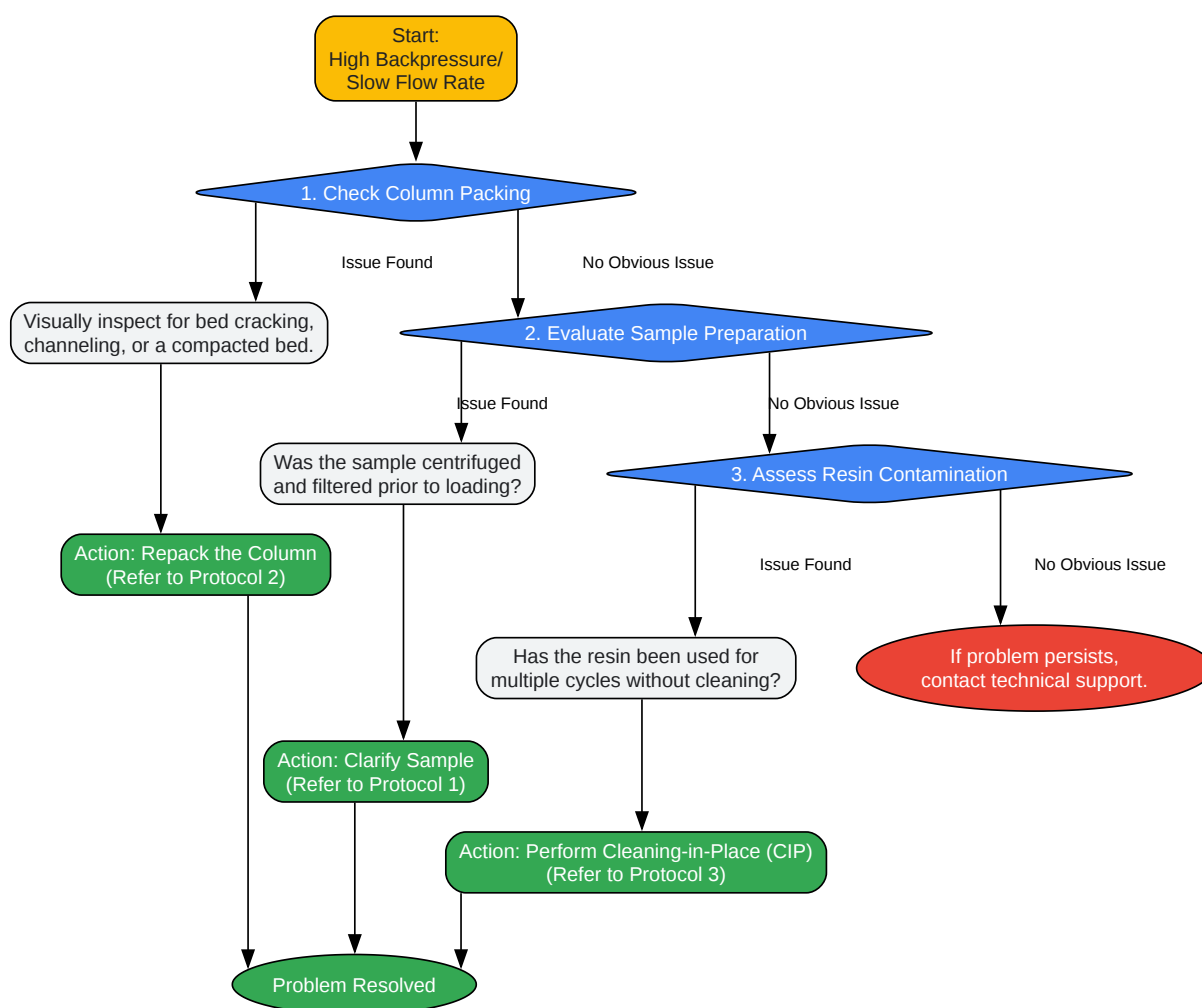 Start:
High Backpressure/
Slow Flow Rate
1. Check Column Packing
Issue Found
No Obvious Issue
Visually inspect for bed cracking,
channeling, or a compacted bed.
2. Evaluate Sample Preparation
Issue Found
No Obvious Issue
Was the sample centrifuged
and filtered prior to loading?
3. Assess Resin Contamination
Action: Repack the Column
(Refer to Protocol 2)
Issue Found
No Obvious Issue
Has the resin been used for
multiple cycles without cleaning?
If problem persists,
contact technical support.
Action: Clarify Sample
(Refer to Protocol 1)
Action: Perform Cleaning-in-Place (CIP)
(Refer to Protocol 3)
Problem Resolved